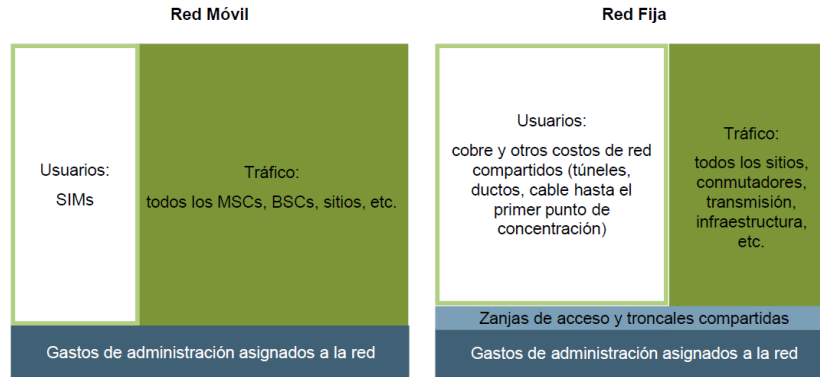 Red Móvil
Usuarios:
SIMs
Tráfico:
todos los MSCs, BSCs, sitios, etc.
Gastos de administración asignados a la red
Red Fija
Usuarios:
cobre y otros costos de red
compartidos (túneles,
ductos, cable hasta el
primer punto de
concentración)
Tráfico:
todos los sitios,
conmutadores,
transmisión,
infraestructura,
etc.
Zanjas de acceso y troncales compartidas
Gastos de administración asignados a la red